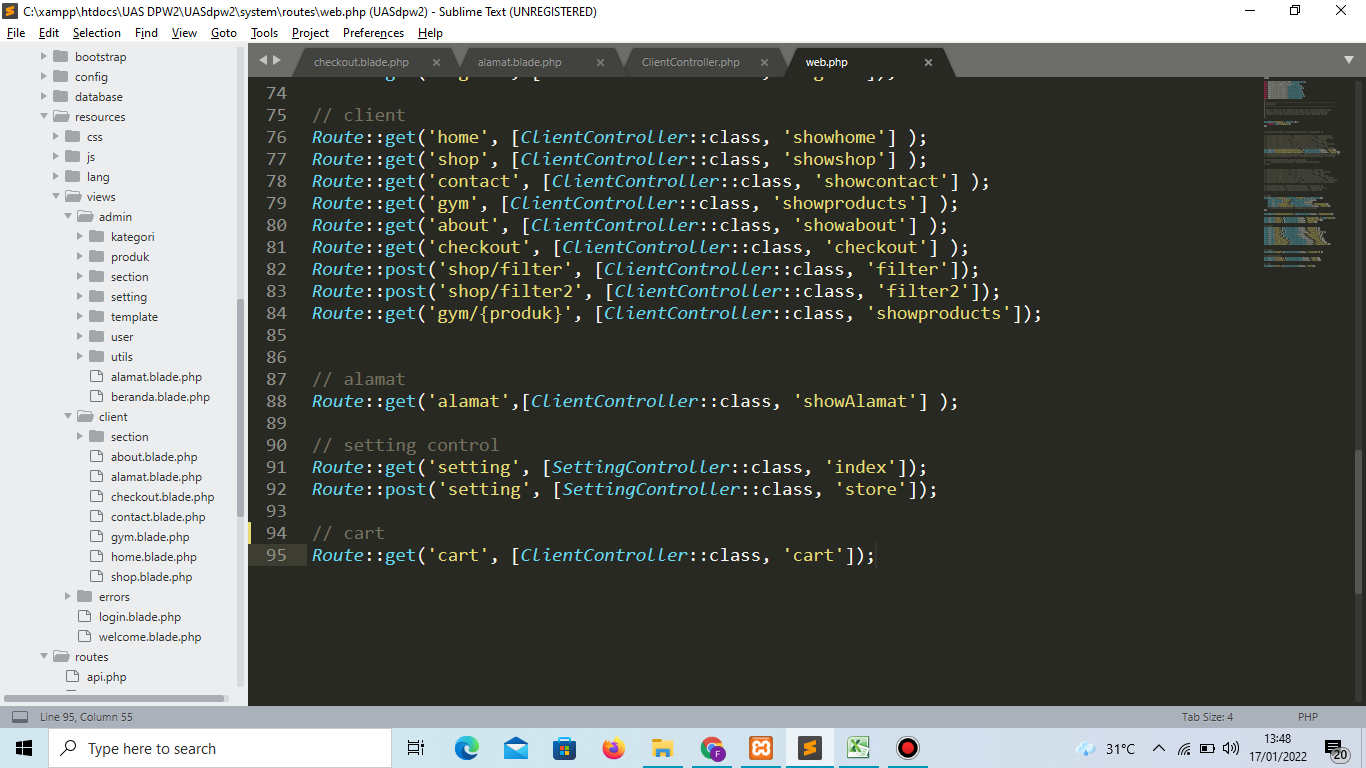 C:\xampp\htdocs\UAS DPW2\UASdpw2\system\routes\web.php (UASdpw2) - Sublime Text (UNREGISTERED)
File Edit Selection Find View Goto Tools Project Preferences Help
bootstrap
config
database
resources
css
js
lang
views
admin
kategori
produk
section
setting
template
user
utils
alamat.blade.php
beranda.blade.php
client
section
about.blade.php
alamat.blade.php
checkout.blade.php
contact.blade.php
gym.blade.php
home.blade.php
shop.blade.php
errors
login.blade.php
welcome.blade.php
routes
api.php
checkout.blade.php × alamat.blade.php × ClientController.php × web.php ×
74
75 // client
76 Route::get('home', [ClientController::class, 'showhome'] );
77 Route::get('shop', [ClientController::class, 'showshop'] );
78 Route::get('contact', [ClientController::class, 'showcontact'] );
79 Route::get('gym', [ClientController::class, 'showproducts'] );
80 Route::get('about', [ClientController::class, 'showabout'] );
81 Route::get('checkout', [ClientController::class, 'checkout'] );
82 Route::post('shop/filter', [ClientController::class, 'filter']);
83 Route::post('shop/filter2', [ClientController::class, 'filter2']);
84 Route::get('gym/{produk}', [ClientController::class, 'showproducts']);
85
86
87 // alamat
88 Route::get('alamat',[ClientController::class, 'showAlamat'] );
89
90 // setting control
91 Route::get('setting', [SettingController::class, 'index']);
92 Route::post('setting', [SettingController::class, 'store']);
93
94 // cart
95 Route::get('cart', [ClientController::class, 'cart']);
Line 95, Column 55 Tab Size: 4 PHP
Type here to search
31°C
13:48
17/01/2022
20